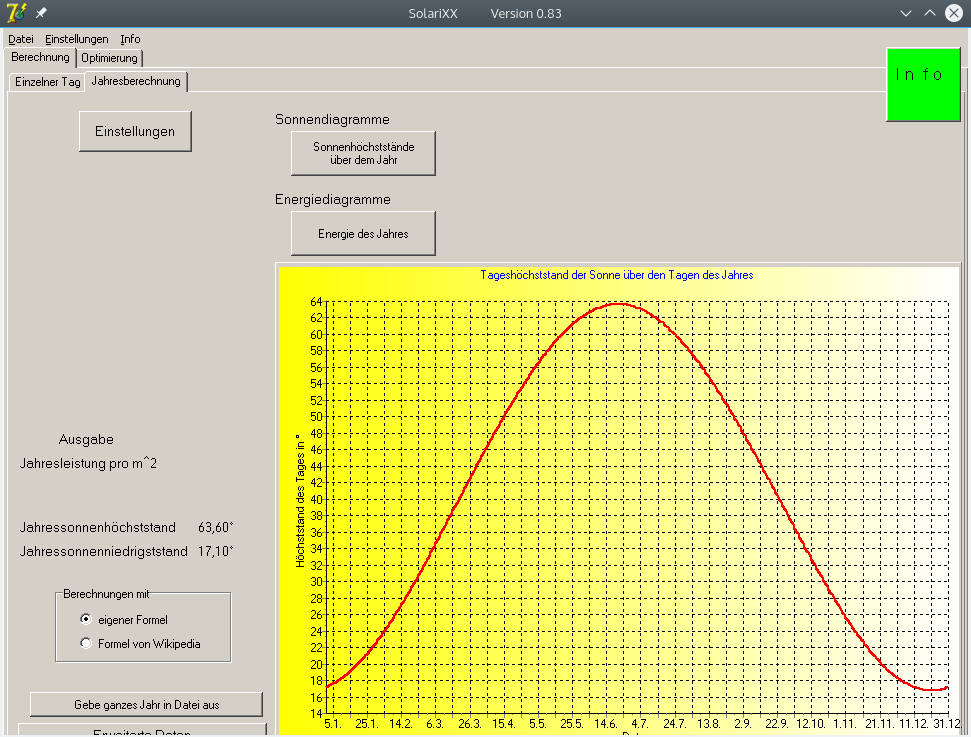 SolariXX Version 0.83
Datei Einstellungen Info
Berechnung Optimierung
Einzelner Tag Jahresberechnung
Info
Einstellungen
Sonnendiagramme
Sonnenhöchststände
über dem Jahr
Energiediagramme
Energie des Jahres
Tageshöchststand der Sonne über den Tagen des Jahres
64
62
60
58
56
54
52
50
48
46
44
42
40
38
36
34
32
30
28
26
24
22
20
18
16
14
Höchststand des Tages in °
5.1. 25.1. 14.2. 6.3. 26.3. 15.4. 5.5. 25.5. 14.6. 4.7. 24.7. 13.8. 2.9. 22.9. 12.10. 1.11. 21.11. 11.12. 31.12.
Ausgabe
Jahresleistung pro m^2
Jahressonnenhöchststand 63,60°
Jahressonnenniedrigststand 17,10°
Berechnungen mit
eigener Formel
Formel von Wikipedia
Gebe ganzes Jahr in Datei aus
Erweiterte Daten